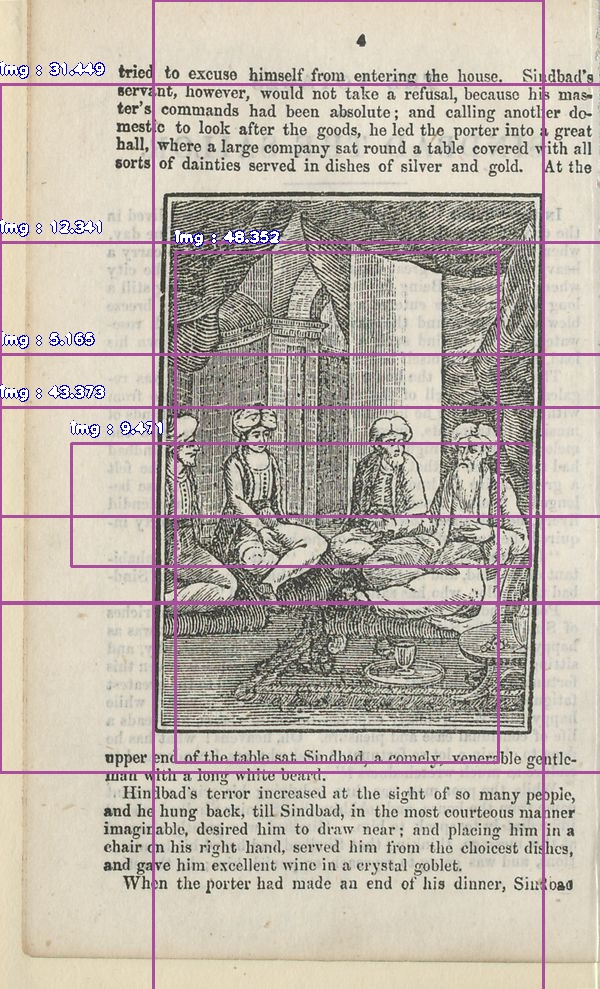 4
img : 31.449
tried to excuse himself from entering the house. Sindbad's
servant, however, would not take a refusal, because his mas-
ter's commands had been absolute; and calling another do-
mestic to look after the goods, he led the porter into a great
hall, where a large company sat round a table covered with all
sorts of dainties served in dishes of silver and gold. At the
img : 12.341
img : 48.352
img : 5.165
img : 43.373
img : 9.471
upper end of the table sat Sindbad, a comely, venerable gentle-
man with a long white beard.
Hindbad's terror increased at the sight of so many people,
and he hung back, till Sindbad, in the most courteous manner
imaginable, desired him to draw near; and placing him in a
chair on his right hand, served him from the choicest dishes,
and gave him excellent wine in a crystal goblet.
When the porter had made an end of his dinner, Sindbad